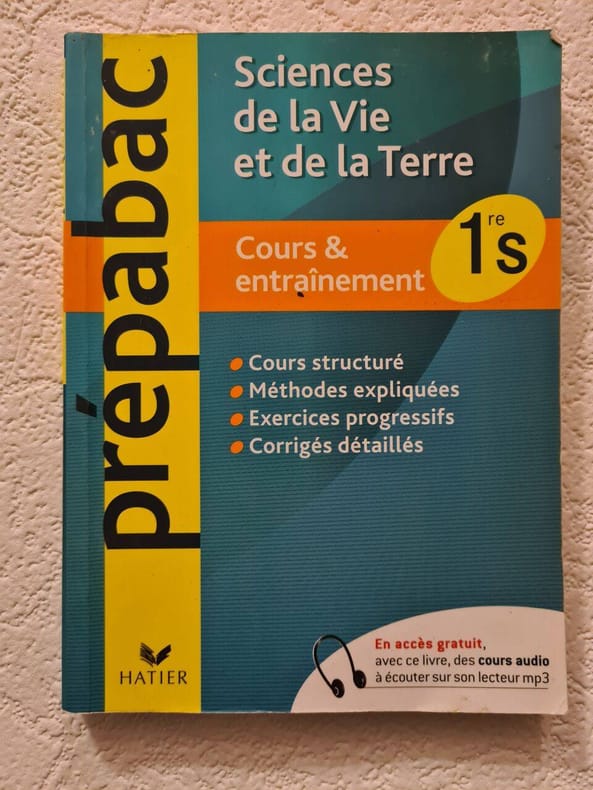 prépabac
Sciences
de la Vie
et de la Terre
Cours &
entraînement
1re s
Cours structuré
Méthodes expliquées
Exercices progressifs
Corrigés détaillés
HATIER
En accès gratuit,
avec ce livre, des cours audio
à écouter sur son lecteur mp3